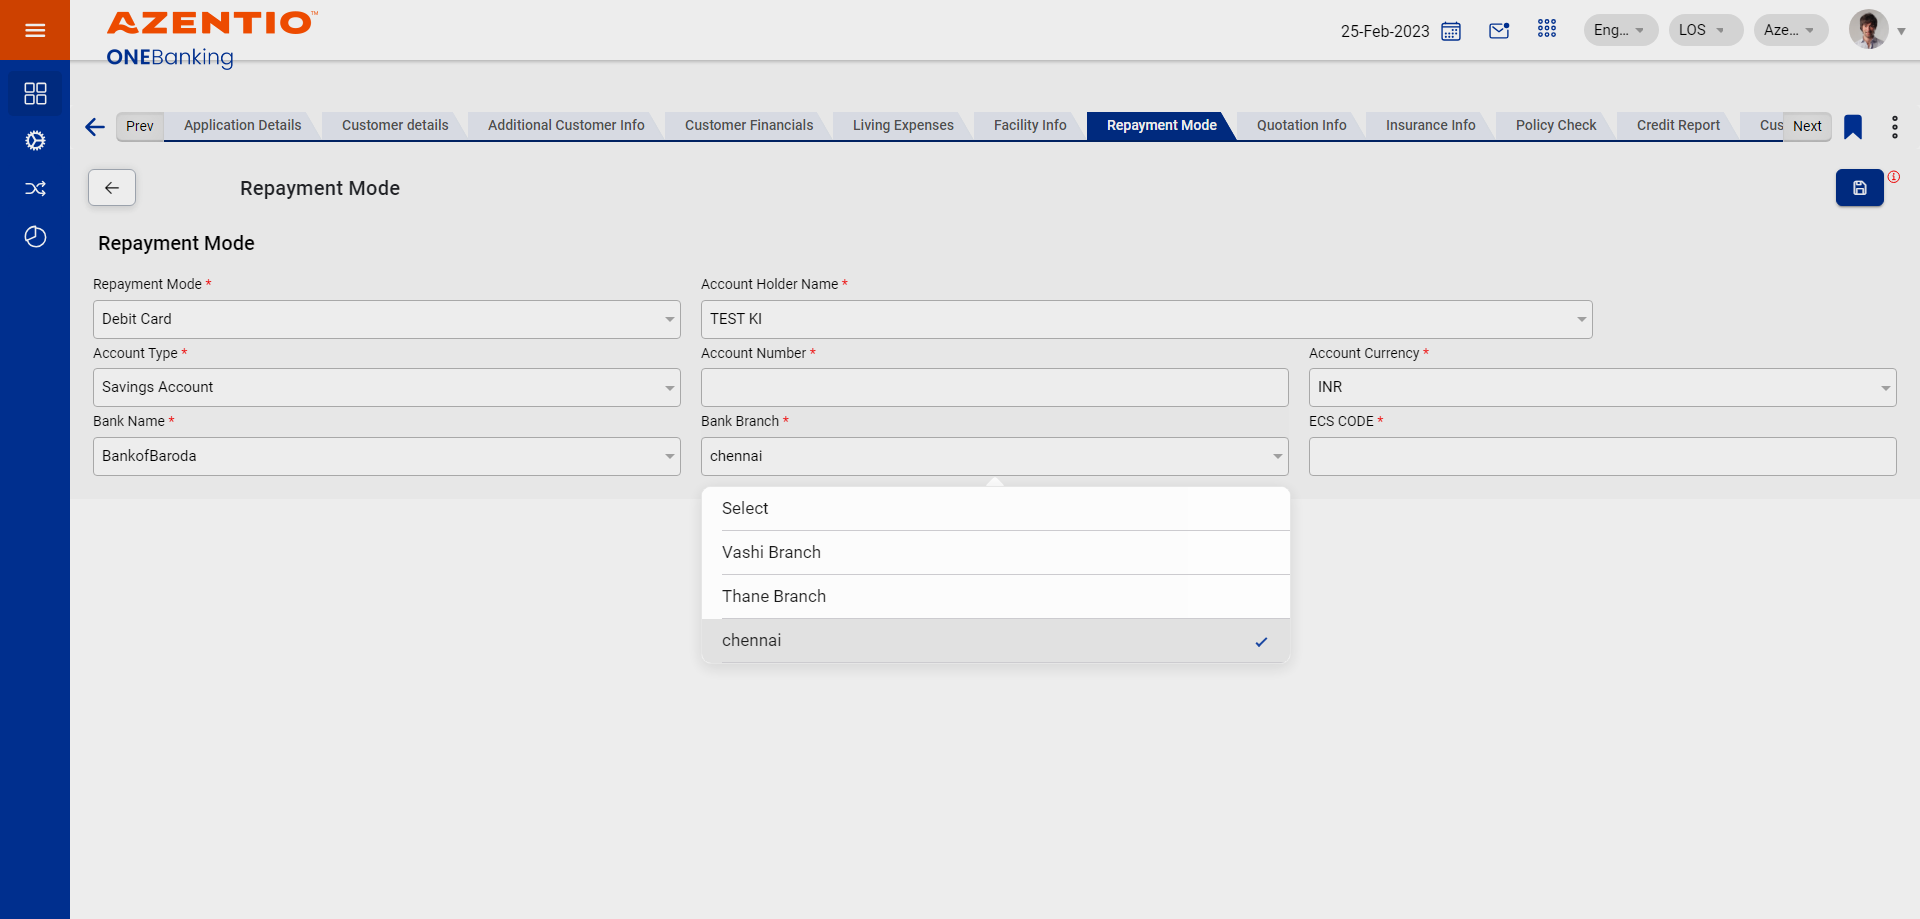 AZENTIO™
ONEBanking
25-Feb-2023
Eng...
LOS
Aze...
Prev
Application Details
Customer details
Additional Customer Info
Customer Financials
Living Expenses
Facility Info
Repayment Mode
Quotation Info
Insurance Info
Policy Check
Credit Report
Cus
Next
Repayment Mode
Repayment Mode
Repayment Mode *
Account Holder Name *
Debit Card
TEST KI
Account Type *
Account Number *
Account Currency *
Savings Account
INR
Bank Name *
Bank Branch *
ECS CODE *
BankofBaroda
chennai
Select
Vashi Branch
Thane Branch
chennai